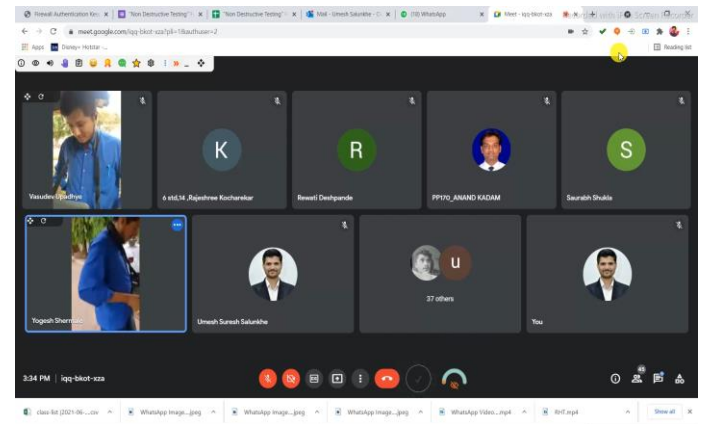 Firewall Authentication Key
"Non Destructive Testing"
"Non Destructive Testing"
Mail - Umesh Salunkhe -
(10) WhatsApp
Meet - iqq-bkot-xza
meet.google.com/iqq-bkot-xza?pli=1&authuser=2
Apps
Disney+ Hotstar -...
Reading list
K
R
S
Vasudev Upadhye
6 std,14 ,Rajeshree Kocharekar
Rewati Deshpande
PP170_ANAND KADAM
Saurabh Shukla
u
37 others
Yogesh
Umesh Suresh Salunkhe
You
3:34 PM | iqq-bkot-xza
45
class-list (2021-06-....csv
WhatsApp Image...jpeg
WhatsApp Image...jpeg
WhatsApp Image...jpeg
WhatsApp Video....mp4
RHT.mp4
Show all